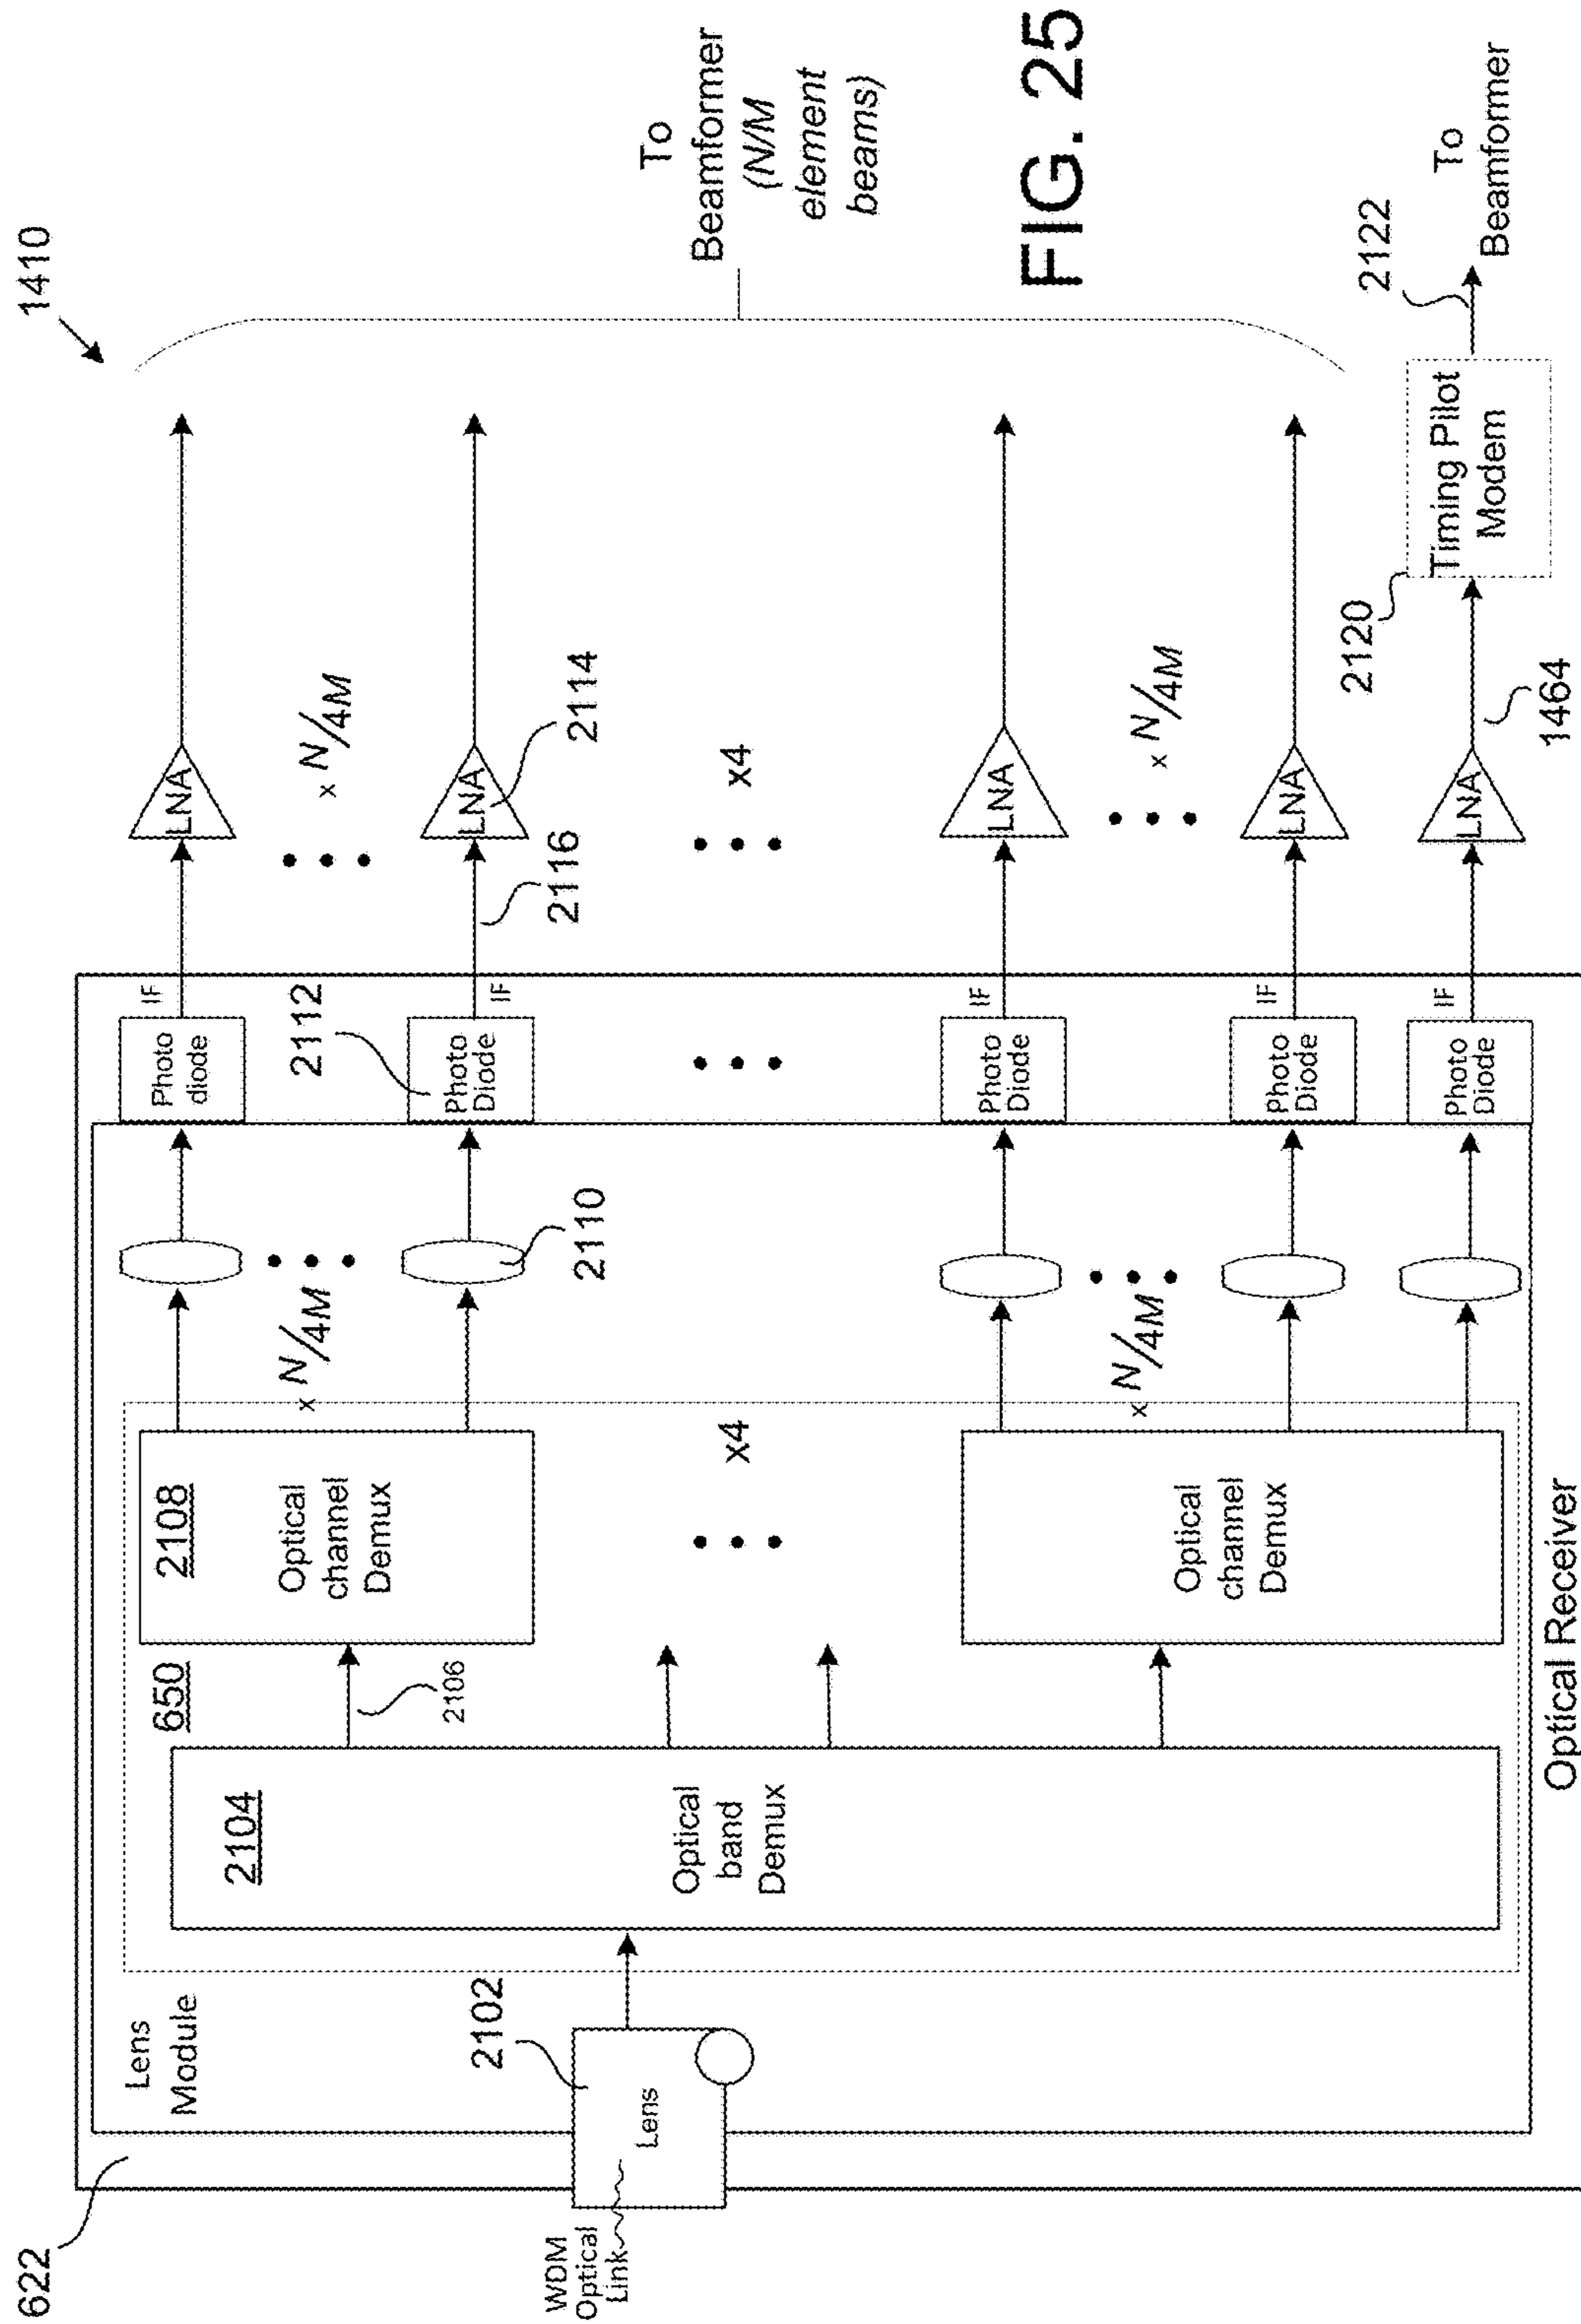 622
1410
WDM
Optical
Link
Lens
2102
Lens
Module
2104
Optical
band
Demux
650
2106
2108
Optical
channel
Demux
x4
Optical
channel
Demux
x N/4M
x N/4M
2110
Photo
diode
2112
Photo
Diode
Photo
Diode
Photo
Diode
Photo
Diode
IF
IF
IF
IF
IF
2116
LNA
LNA
2114
LNA
LNA
LNA
x N/4M
x4
x N/4M
1464
2120
Timing Pilot
Modem
2122
To
Beamformer
To
Beamformer
(N/M
element
beams)
Optical Receiver
FIG. 25